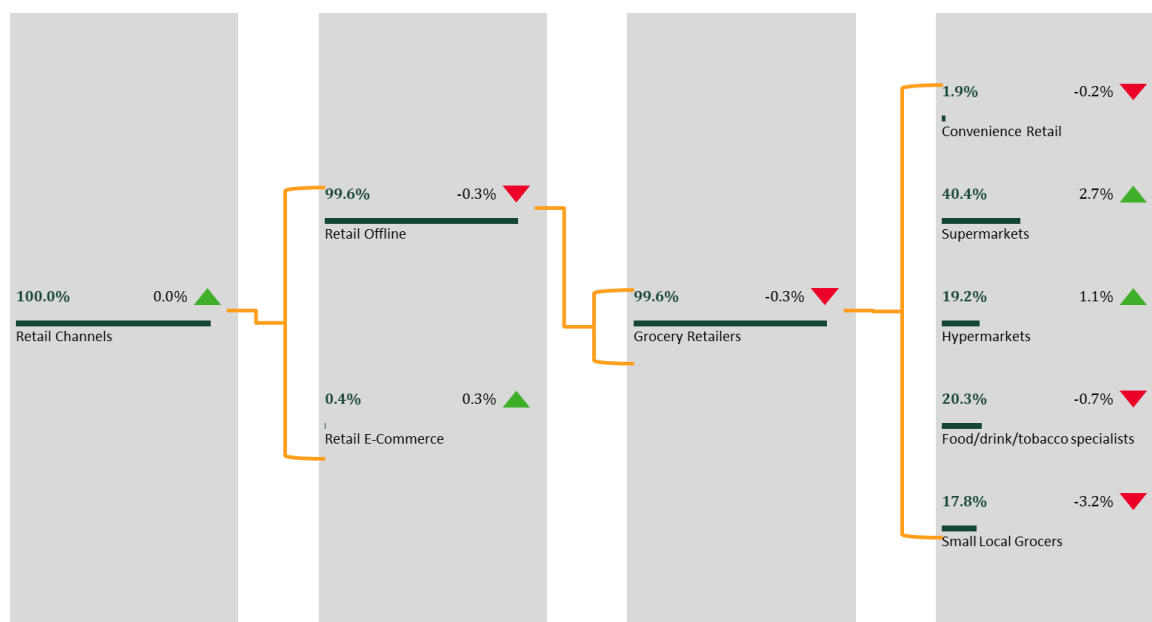 100.0% 0.0%
Retail Channels
99.6% -0.3%
Retail Offline
0.4% 0.3%
Retail E-Commerce
99.6% -0.3%
Grocery Retailers
1.9% -0.2%
Convenience Retail
40.4% 2.7%
Supermarkets
19.2% 1.1%
Hypermarkets
20.3% -0.7%
Food/drink/tobacco specialists
17.8% -3.2%
Small Local Grocers